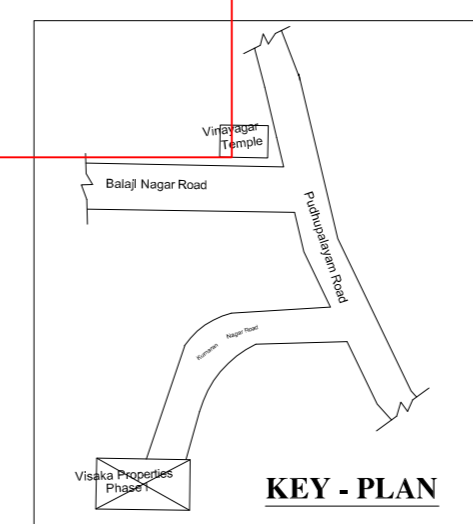 Vinayagar
Temple
Balaji Nagar Road
Pudhupalayam Road
Kumaran Nagar Road
Visaka Properties
Phase I
KEY - PLAN